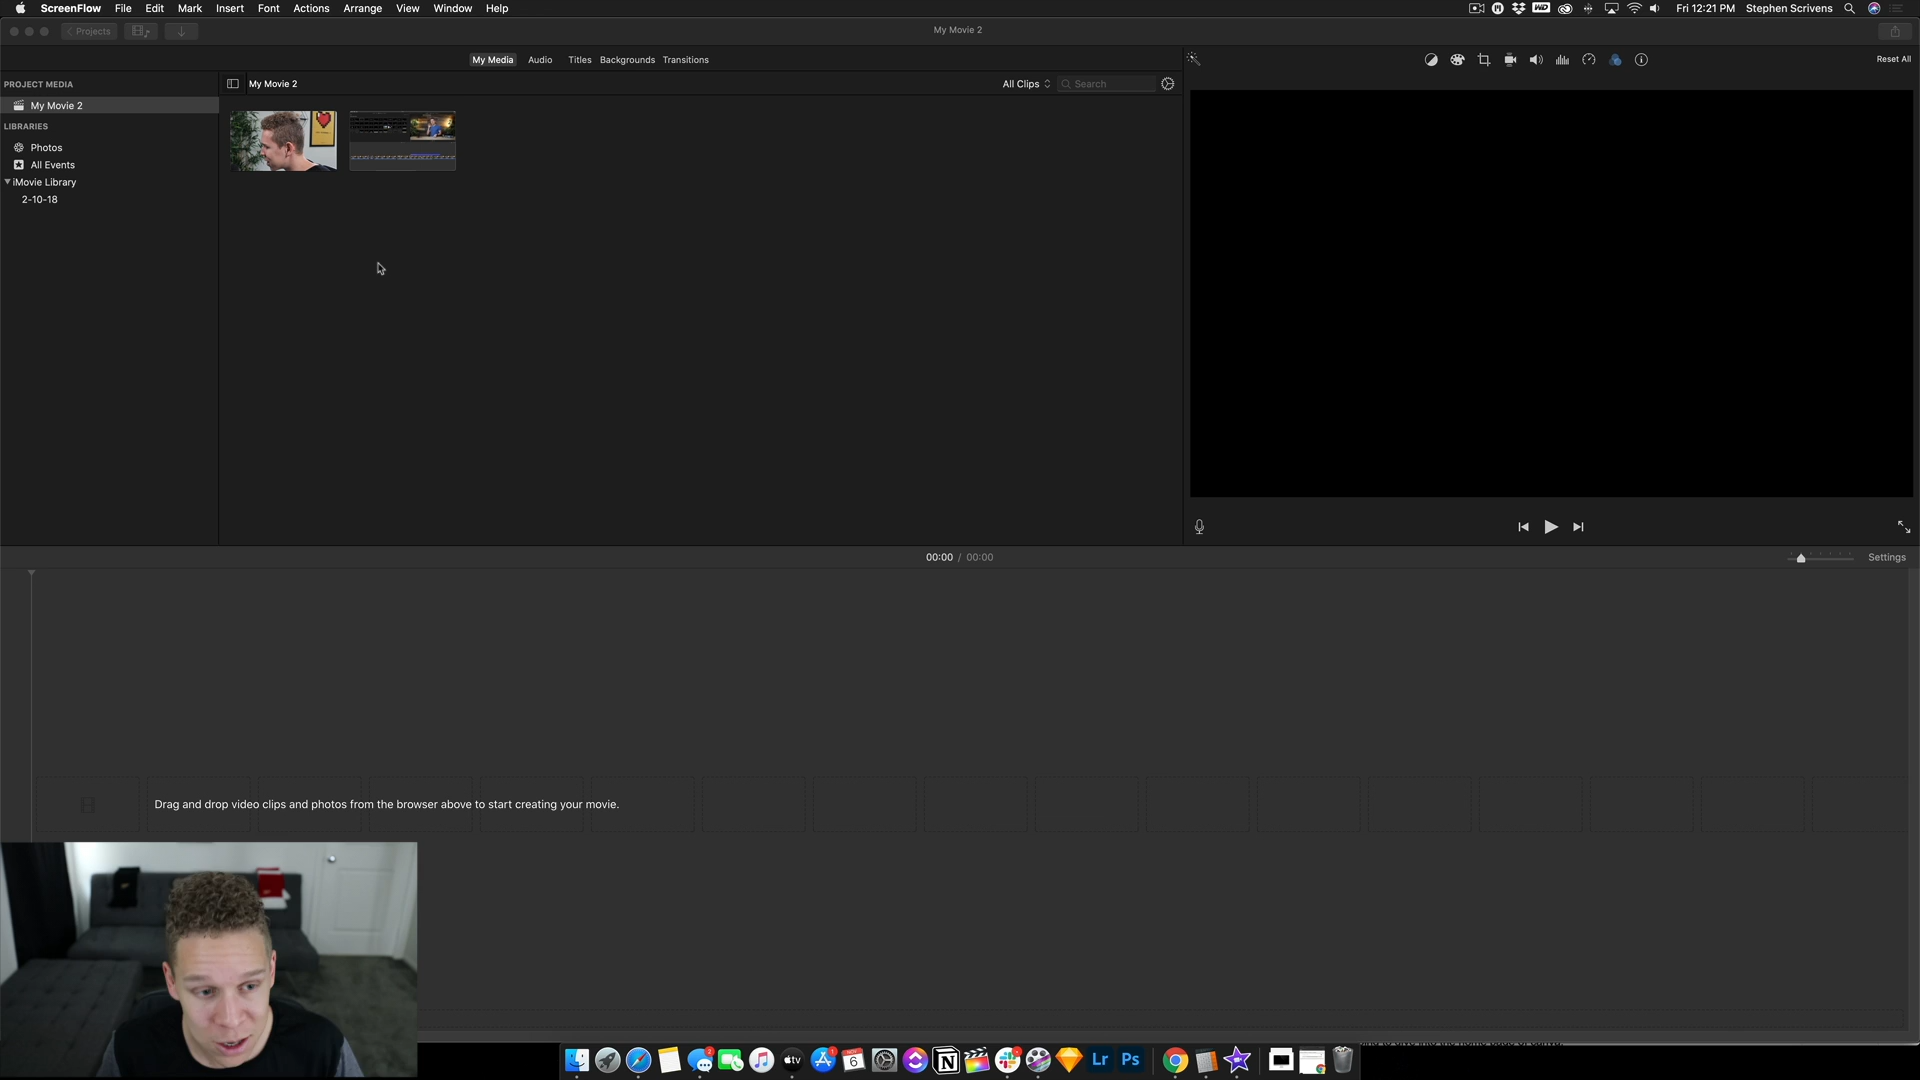 ScreenFlow File Edit Mark Insert Font Actions Arrange View Window Help
Fri 12:21 PM Stephen Scrivens
Projects
My Movie 2
My Media Audio Titles Backgrounds Transitions
Reset All
PROJECT MEDIA
My Movie 2
All Clips
Search
My Movie 2
LIBRARIES
Photos
All Events
iMovie Library
2-10-18
00:00 / 00:00
Settings
Drag and drop video clips and photos from the browser above to start creating your movie.
NOV
6
Lr
Ps